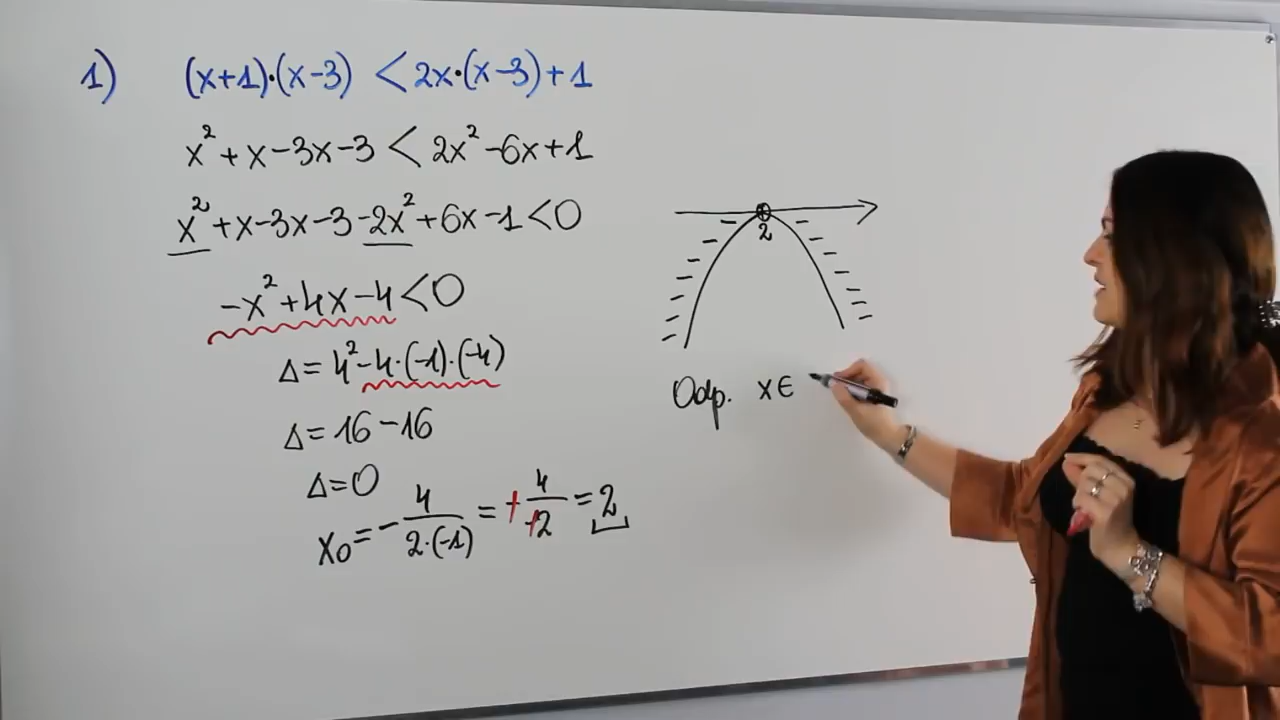 1) (x+1)·(x-3) < 2x·(x-3)+1
x²+x-3x-3 < 2x²-6x+1
x²+x-3x-3-2x²+6x-1<0
-x²+4x-4<0
Δ=4²-4·(-1)·(-4)
Δ=16-16
Δ=0
x₀=-4/2·(-1)=+4/+2=2
2
Odp. x∈